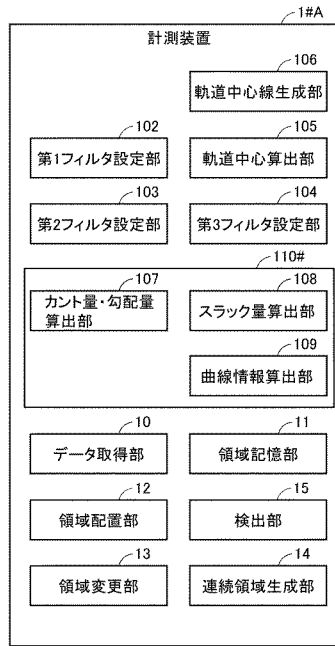 1#A
計測装置
106
軌道中心線生成部
102
105
第1フィルタ設定部
軌道中心算出部
103
104
第2フィルタ設定部
第3フィルタ設定部
110#
107
108
カント量・勾配量
算出部
スラック量算出部
109
曲線情報算出部
10
11
データ取得部
領域記憶部
12
15
領域配置部
検出部
13
14
領域変更部
連続領域生成部